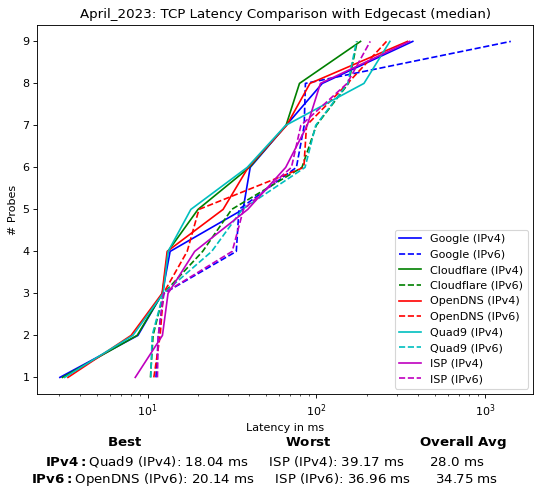 April_2023: TCP Latency Comparison with Edgecast (median)
# Probes
9
8
7
6
5
4
3
2
1
Google (IPv4)
Google (IPv6)
Cloudflare (IPv4)
Cloudflare (IPv6)
OpenDNS (IPv4)
OpenDNS (IPv6)
Quad9 (IPv4)
Quad9 (IPv6)
ISP (IPv4)
ISP (IPv6)
10¹ 10² 10³
Latency in ms
Best Worst Overall Avg
IPv4: Quad9 (IPv4): 18.04 ms ISP (IPv4): 39.17 ms 28.0 ms
IPv6: OpenDNS (IPv6): 20.14 ms ISP (IPv6): 36.96 ms 34.75 ms